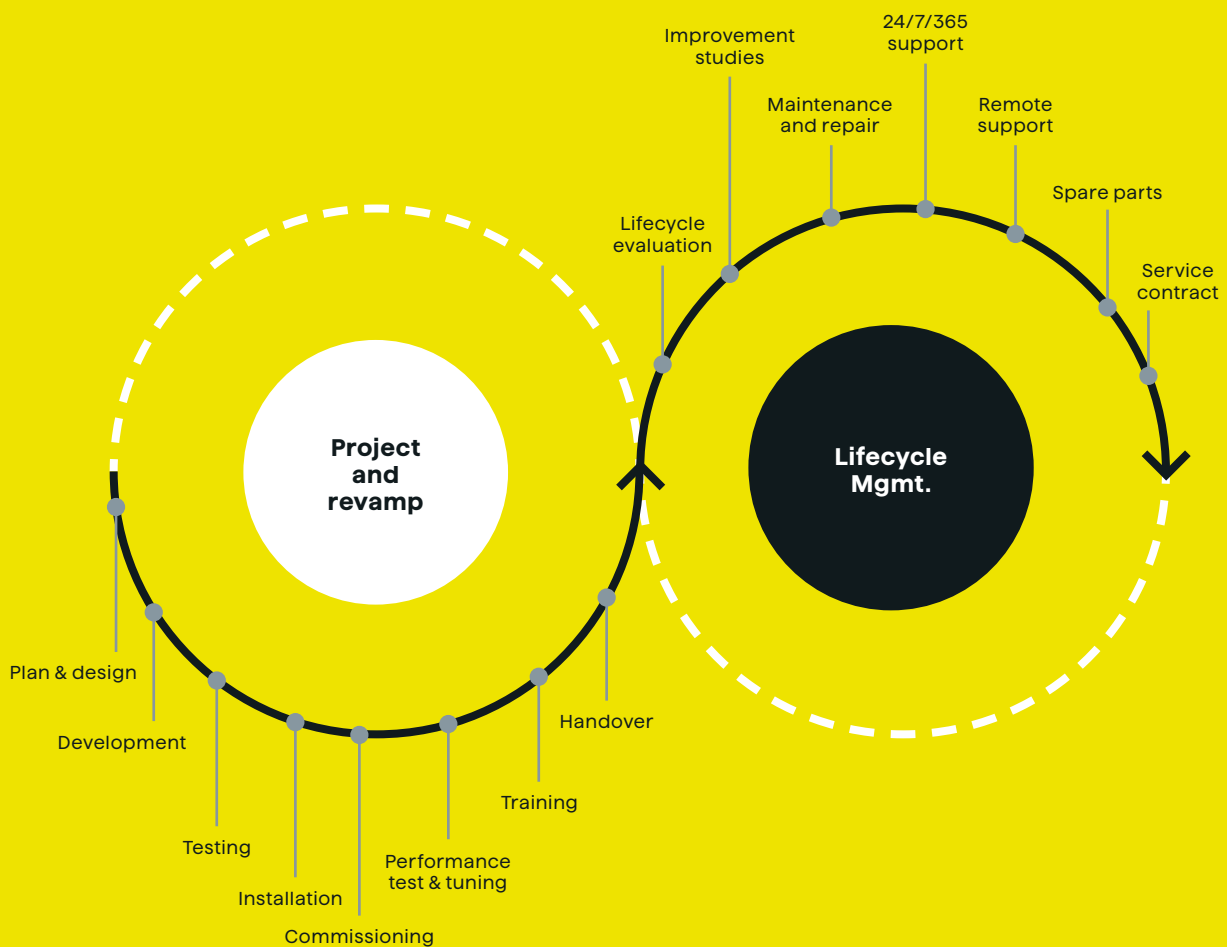 24/7/365
support
Improvement
studies
Maintenance
and repair
Remote
support
Spare parts
Lifecycle
evaluation
Service
contract
Project
and
revamp
Lifecycle
Mgmt.
Plan & design
Development
Testing
Installation
Commissioning
Performance
test & tuning
Training
Handover